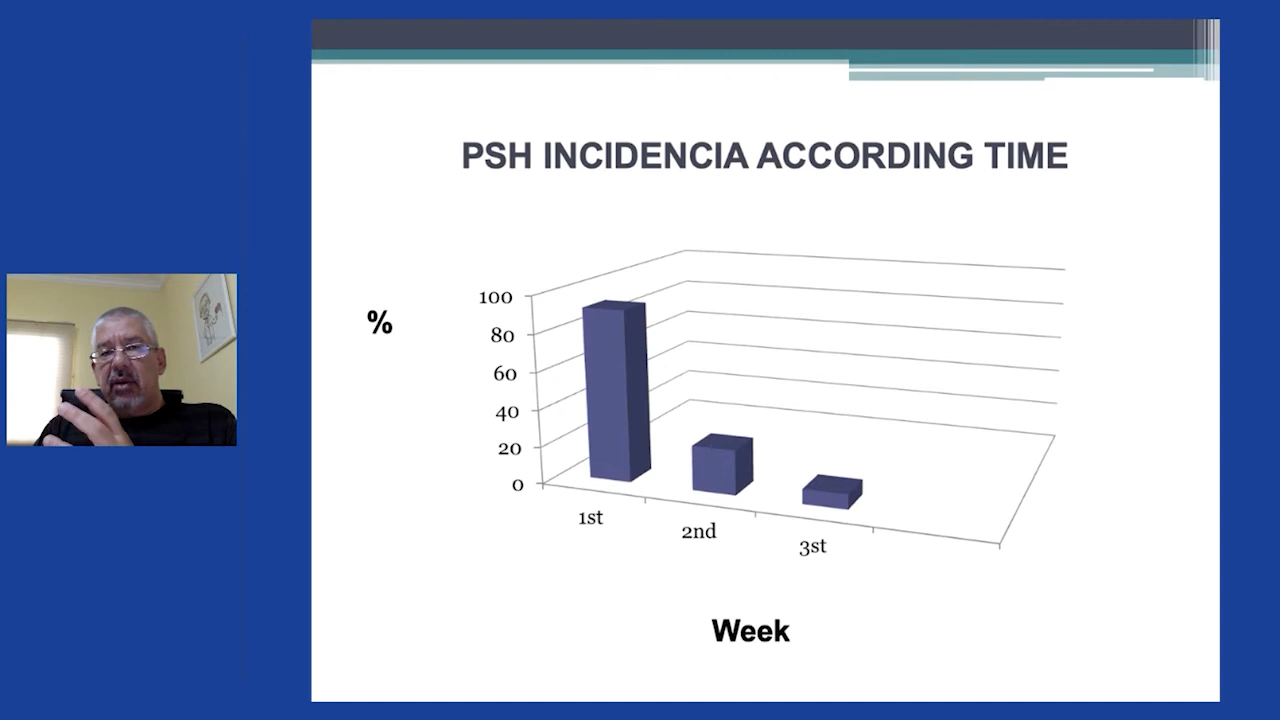 PSH INCIDENCIA ACCORDING TIME
%
100
80
60
40
20
0
1st
2nd
3st
Week